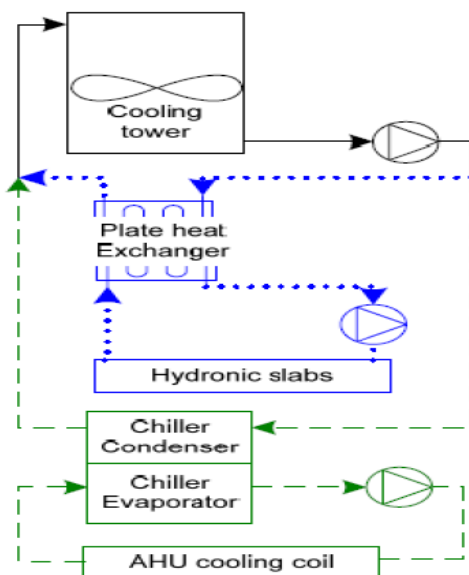 Cooling
tower
Plate heat
Exchanger
Hydronic slabs
Chiller
Condenser
Chiller
Evaporator
AHU cooling coil